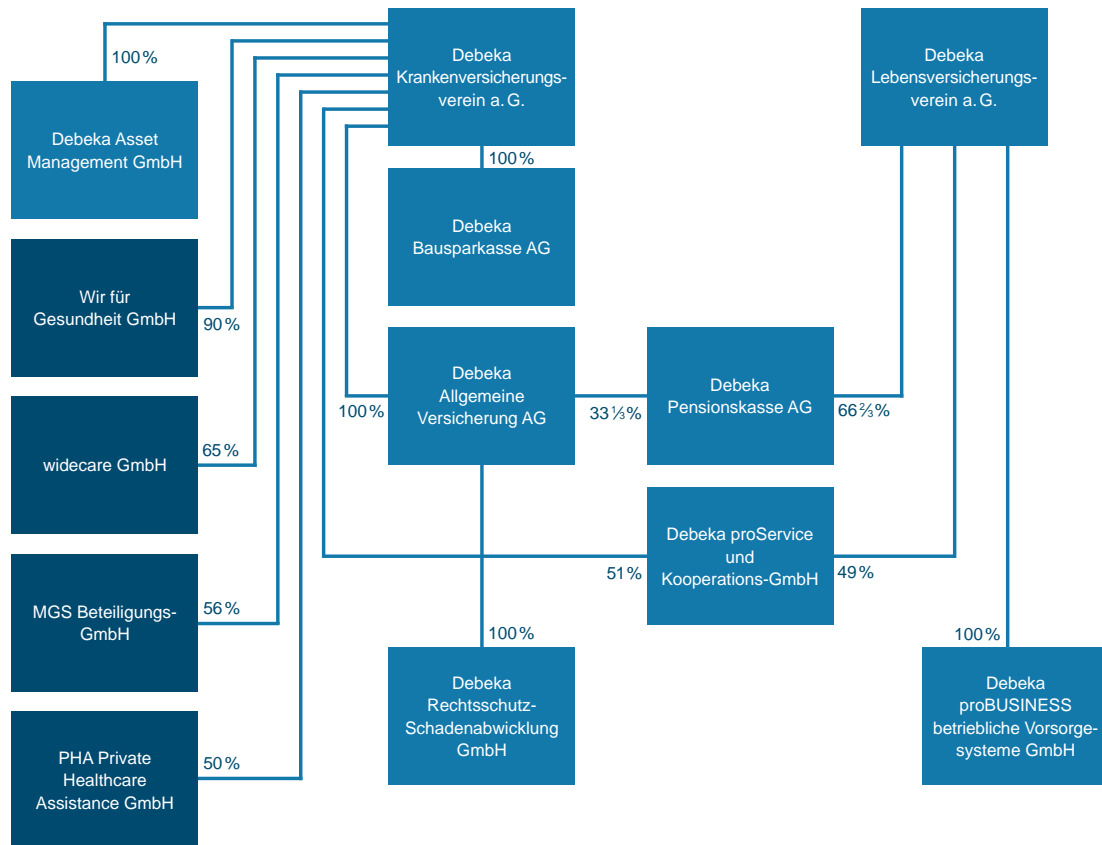 Debeka
Krankenversicherungs-
verein a. G.
Debeka
Lebensversicherungs-
verein a. G.
100 %
Debeka Asset
Management GmbH
100 %
Debeka
Bausparkasse AG
Wir für
Gesundheit GmbH
90 %
Debeka
Allgemeine
Versicherung AG
100 %
33 ⅓ %
Debeka
Pensionskasse AG
66 ⅔ %
widecare GmbH
65 %
Debeka proService
und
Kooperations-GmbH
51 %
49 %
MGS Beteiligungs-
GmbH
56 %
100 %
Debeka
Rechtsschutz-
Schadenabwicklung
GmbH
100 %
Debeka
proBUSINESS
betriebliche Vorsorge-
systeme GmbH
PHA Private
Healthcare
Assistance GmbH
50 %